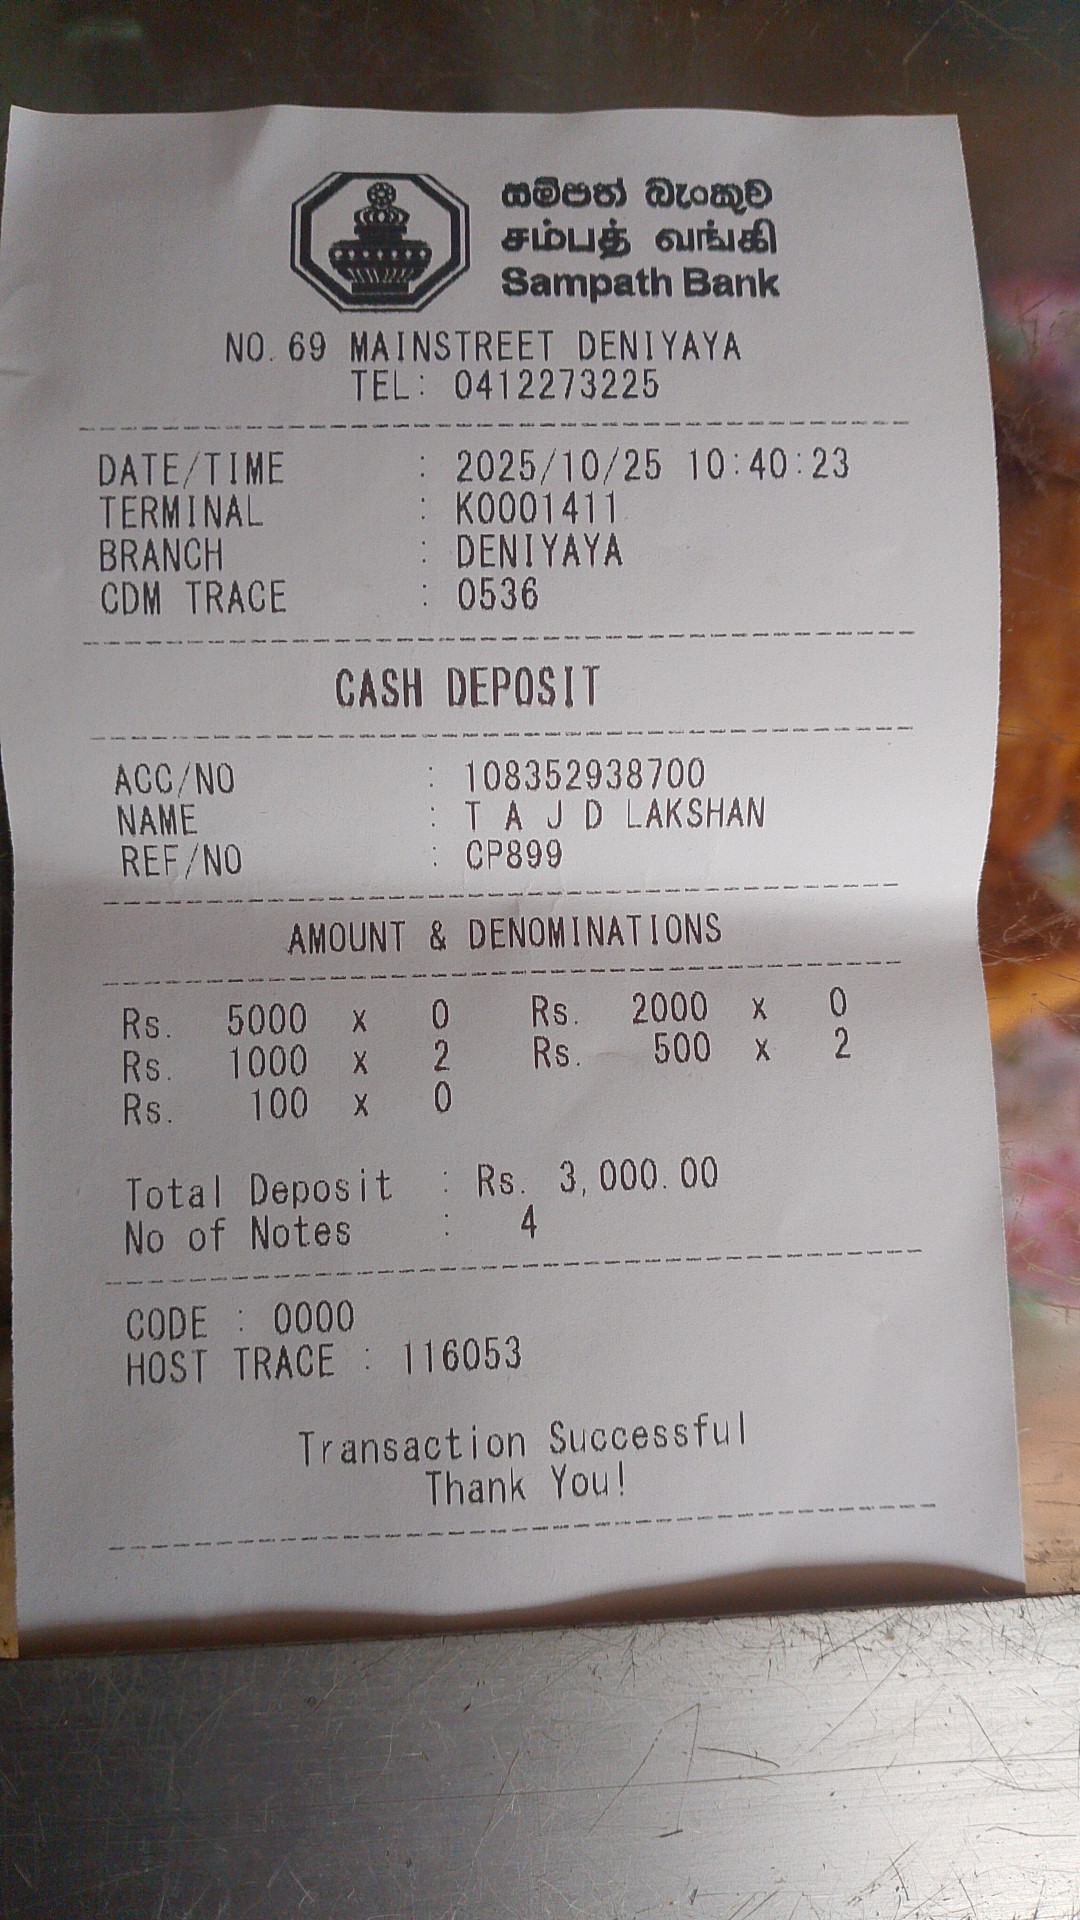 සම්පත් බැංකුව
சம்பத் வங்கி
Sampath Bank
NO. 69 MAINSTREET DENIYAYA
TEL: 0412273225
DATE/TIME : 2025/10/25 10:40:23
TERMINAL : K0001411
BRANCH : DENIYAYA
CDM TRACE : 0536
CASH DEPOSIT
ACC/NO : 108352938700
NAME : T A J D LAKSHAN
REF/NO : CP899
AMOUNT & DENOMINATIONS
Rs. 5000 x 0 Rs. 2000 x 0
Rs. 1000 x 2 Rs. 500 x 2
Rs. 100 x 0
Total Deposit : Rs. 3,000.00
No of Notes : 4
CODE : 0000
HOST TRACE : 116053
Transaction Successful
Thank You!